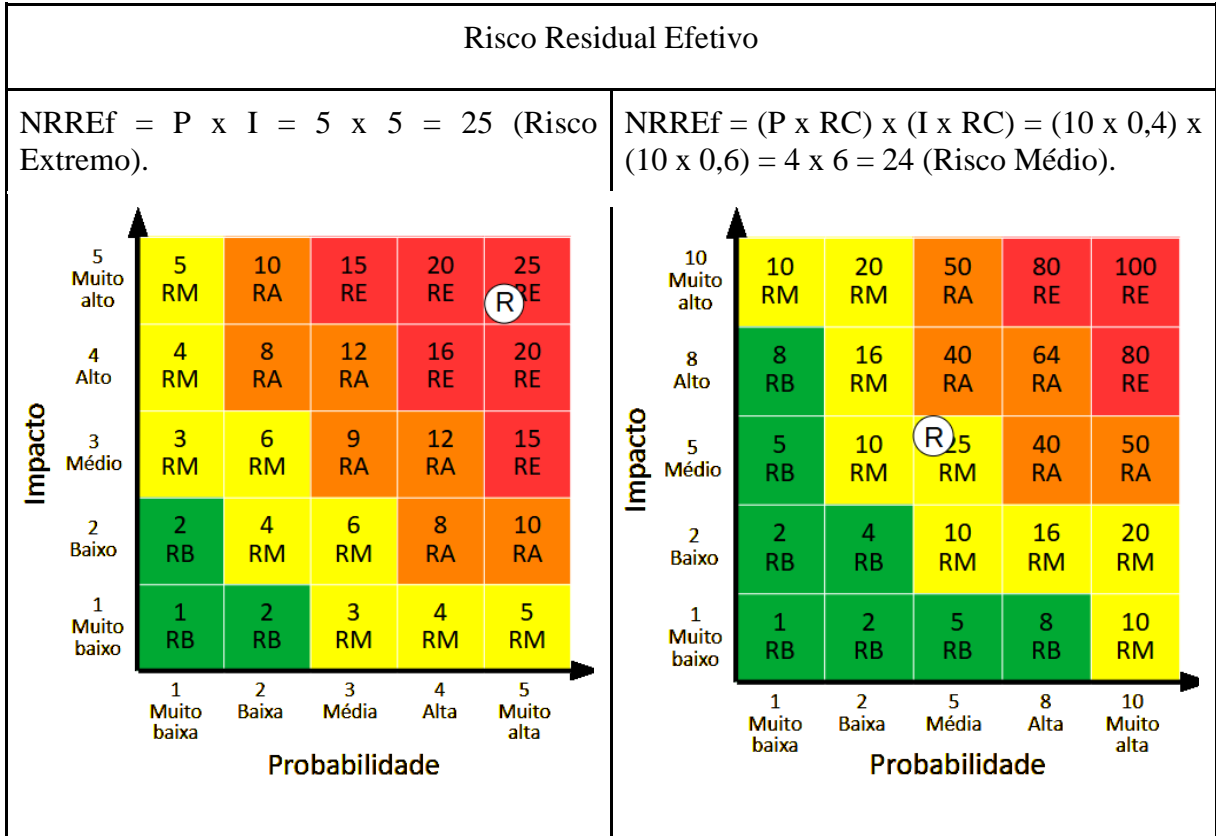 Risco Residual Efetivo
NRREf = P x I = 5 x 5 = 25 (Risco
Extremo).
NRREf = (P x RC) x (I x RC) = (10 x 0,4) x
(10 x 0,6) = 4 x 6 = 24 (Risco Médio).
Impacto
5
Muito
alto
5
RM
10
RA
15
RE
20
RE
25
RE
R
4
Alto
4
RM
8
RA
12
RA
16
RE
20
RE
3
Médio
3
RM
6
RM
9
RA
12
RA
15
RE
2
Baixo
2
RB
4
RM
6
RM
8
RA
10
RA
1
Muito
baixo
1
RB
2
RB
3
RM
4
RM
5
RM
1
Muito
baixa
2
Baixa
3
Média
4
Alta
5
Muito
alta
Probabilidade
Impacto
10
Muito
alto
10
RM
20
RM
50
RA
80
RE
100
RE
8
Alto
8
RB
16
RM
40
RA
64
RA
80
RE
5
Médio
5
RB
10
RM
R
25
RM
40
RA
50
RA
2
Baixo
2
RB
4
RB
10
RM
16
RM
20
RM
1
Muito
baixo
1
RB
2
RB
5
RB
8
RB
10
RM
1
Muito
baixa
2
Baixa
5
Média
8
Alta
10
Muito
alta
Probabilidade